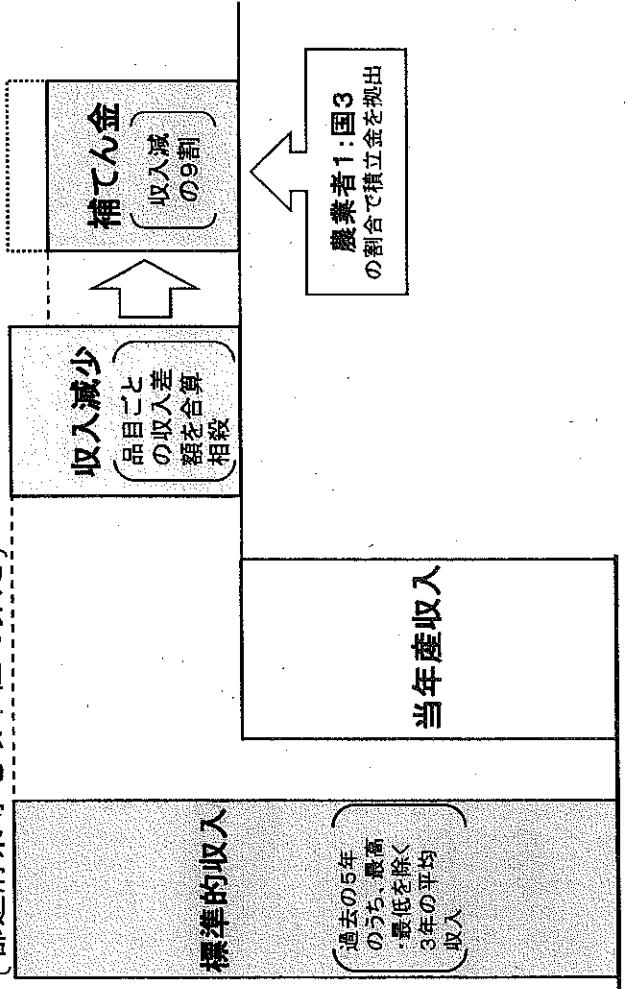 標準的収入
過去の5年
のうち、最高
・最低を除く
3年の平均
収入
当年産収入
収入減少
品目ごと
の収入差
額を合算
相殺
補てん金
収入減
の9割
農業者1:国3
の割合で積立金を拠出